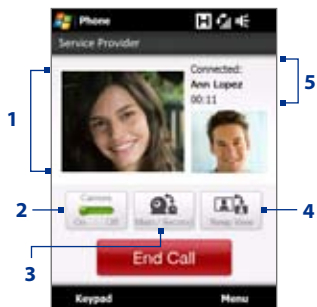 Phone
H
Service Provider
Connected:
Ann Lopez
00:11
1
5
Camera
On Off
Main/Second
Swap View
2
3
4
End Call
Keypad Menu